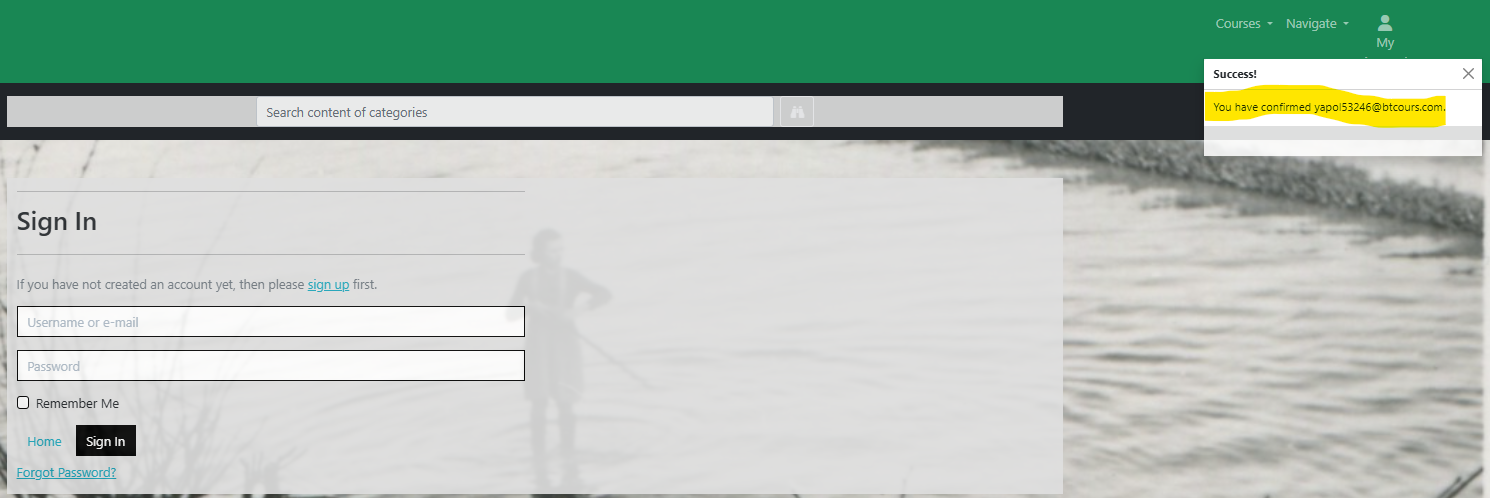 Courses
Navigate
My
Success!
You have confirmed yapoi53246@btcours.com.
Search content of categories
Sign In
If you have not created an account yet, then please sign up first.
Username or e-mail
Password
Remember Me
Home
Sign In
Forgot Password?